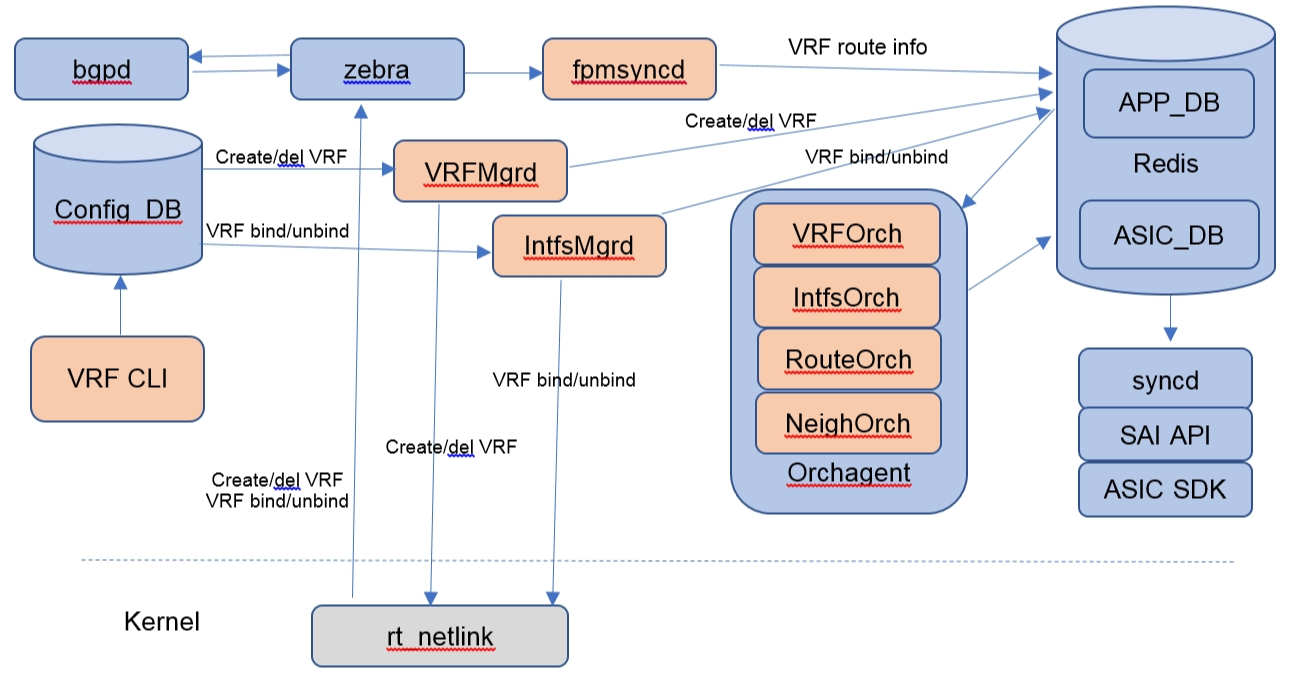 bgpd
zebra
fpmsyncd
VRF route info
APP_DB
Redis
ASIC_DB
Create/del VRF
VRF bind/unbind
Create/del VRF
VRFMgrd
Config_DB
VRF bind/unbind
IntfsMgrd
VRFOrch
IntfsOrch
RouteOrch
NeighOrch
Orchagent
VRF CLI
VRF bind/unbind
Create/del VRF
Create/del VRF
VRF bind/unbind
syncd
SAI API
ASIC SDK
Kernel
rt_netlink